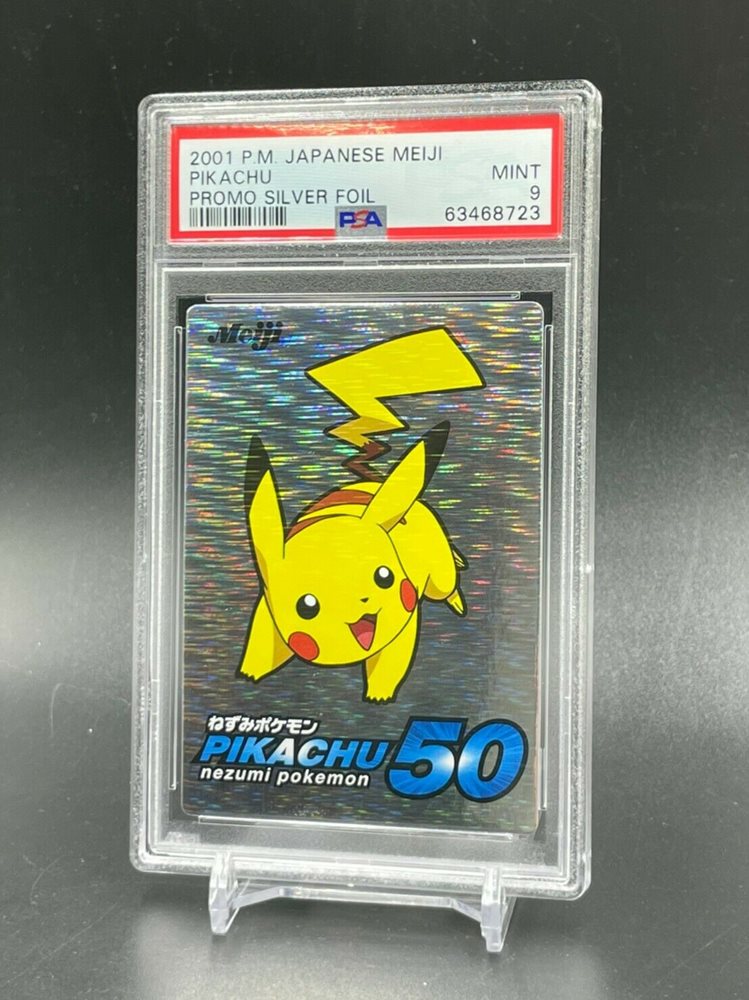 2001 P.M. JAPANESE MEIJI
PIKACHU MINT
PROMO SILVER FOIL 9
PSA 63468723
Meiji
ねずみポケモン
PIKACHU 50
nezumi pokemon